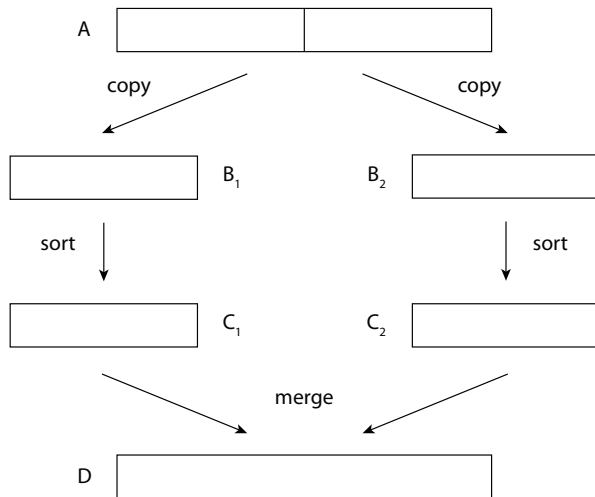 A
copy copy
B₁ B₂
sort sort
C₁ C₂
merge
D